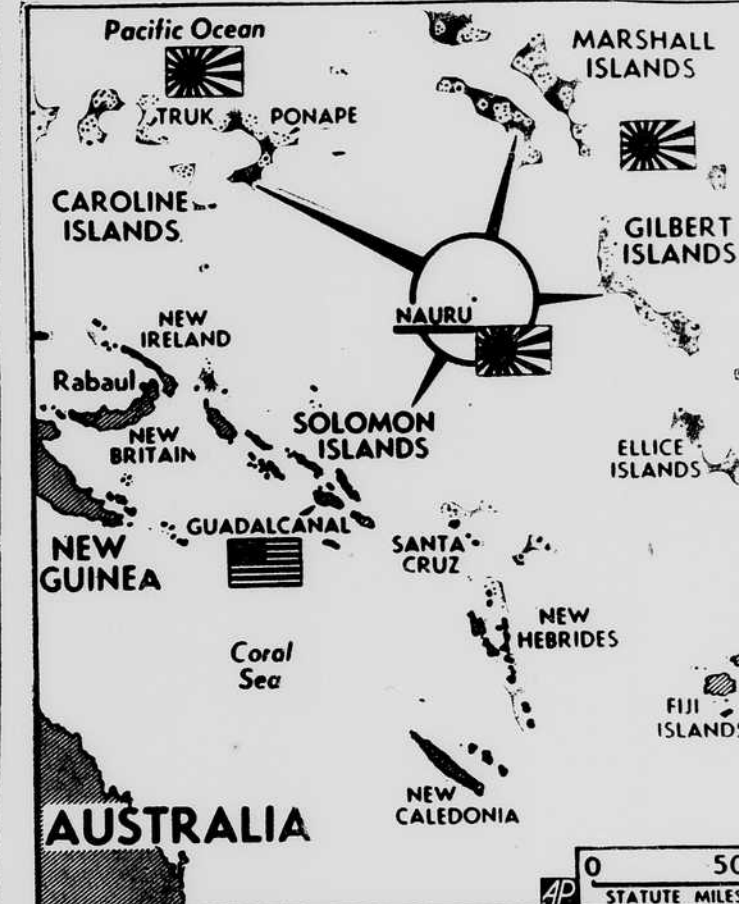 Pacific Ocean
MARSHALL
ISLANDS
TRUK
PONAPE
CAROLINE
ISLANDS
GILBERT
ISLANDS
NAURU
NEW
IRELAND
Rabaul
NEW
BRITAIN
SOLOMON
ISLANDS
ELLICE
ISLANDS
GUADALCANAL
NEW
GUINEA
SANTA
CRUZ
NEW
HEBRIDES
Coral
Sea
FIJI
ISLANDS
NEW
CALEDONIA
AUSTRALIA
AP
0 50
STATUTE MILES